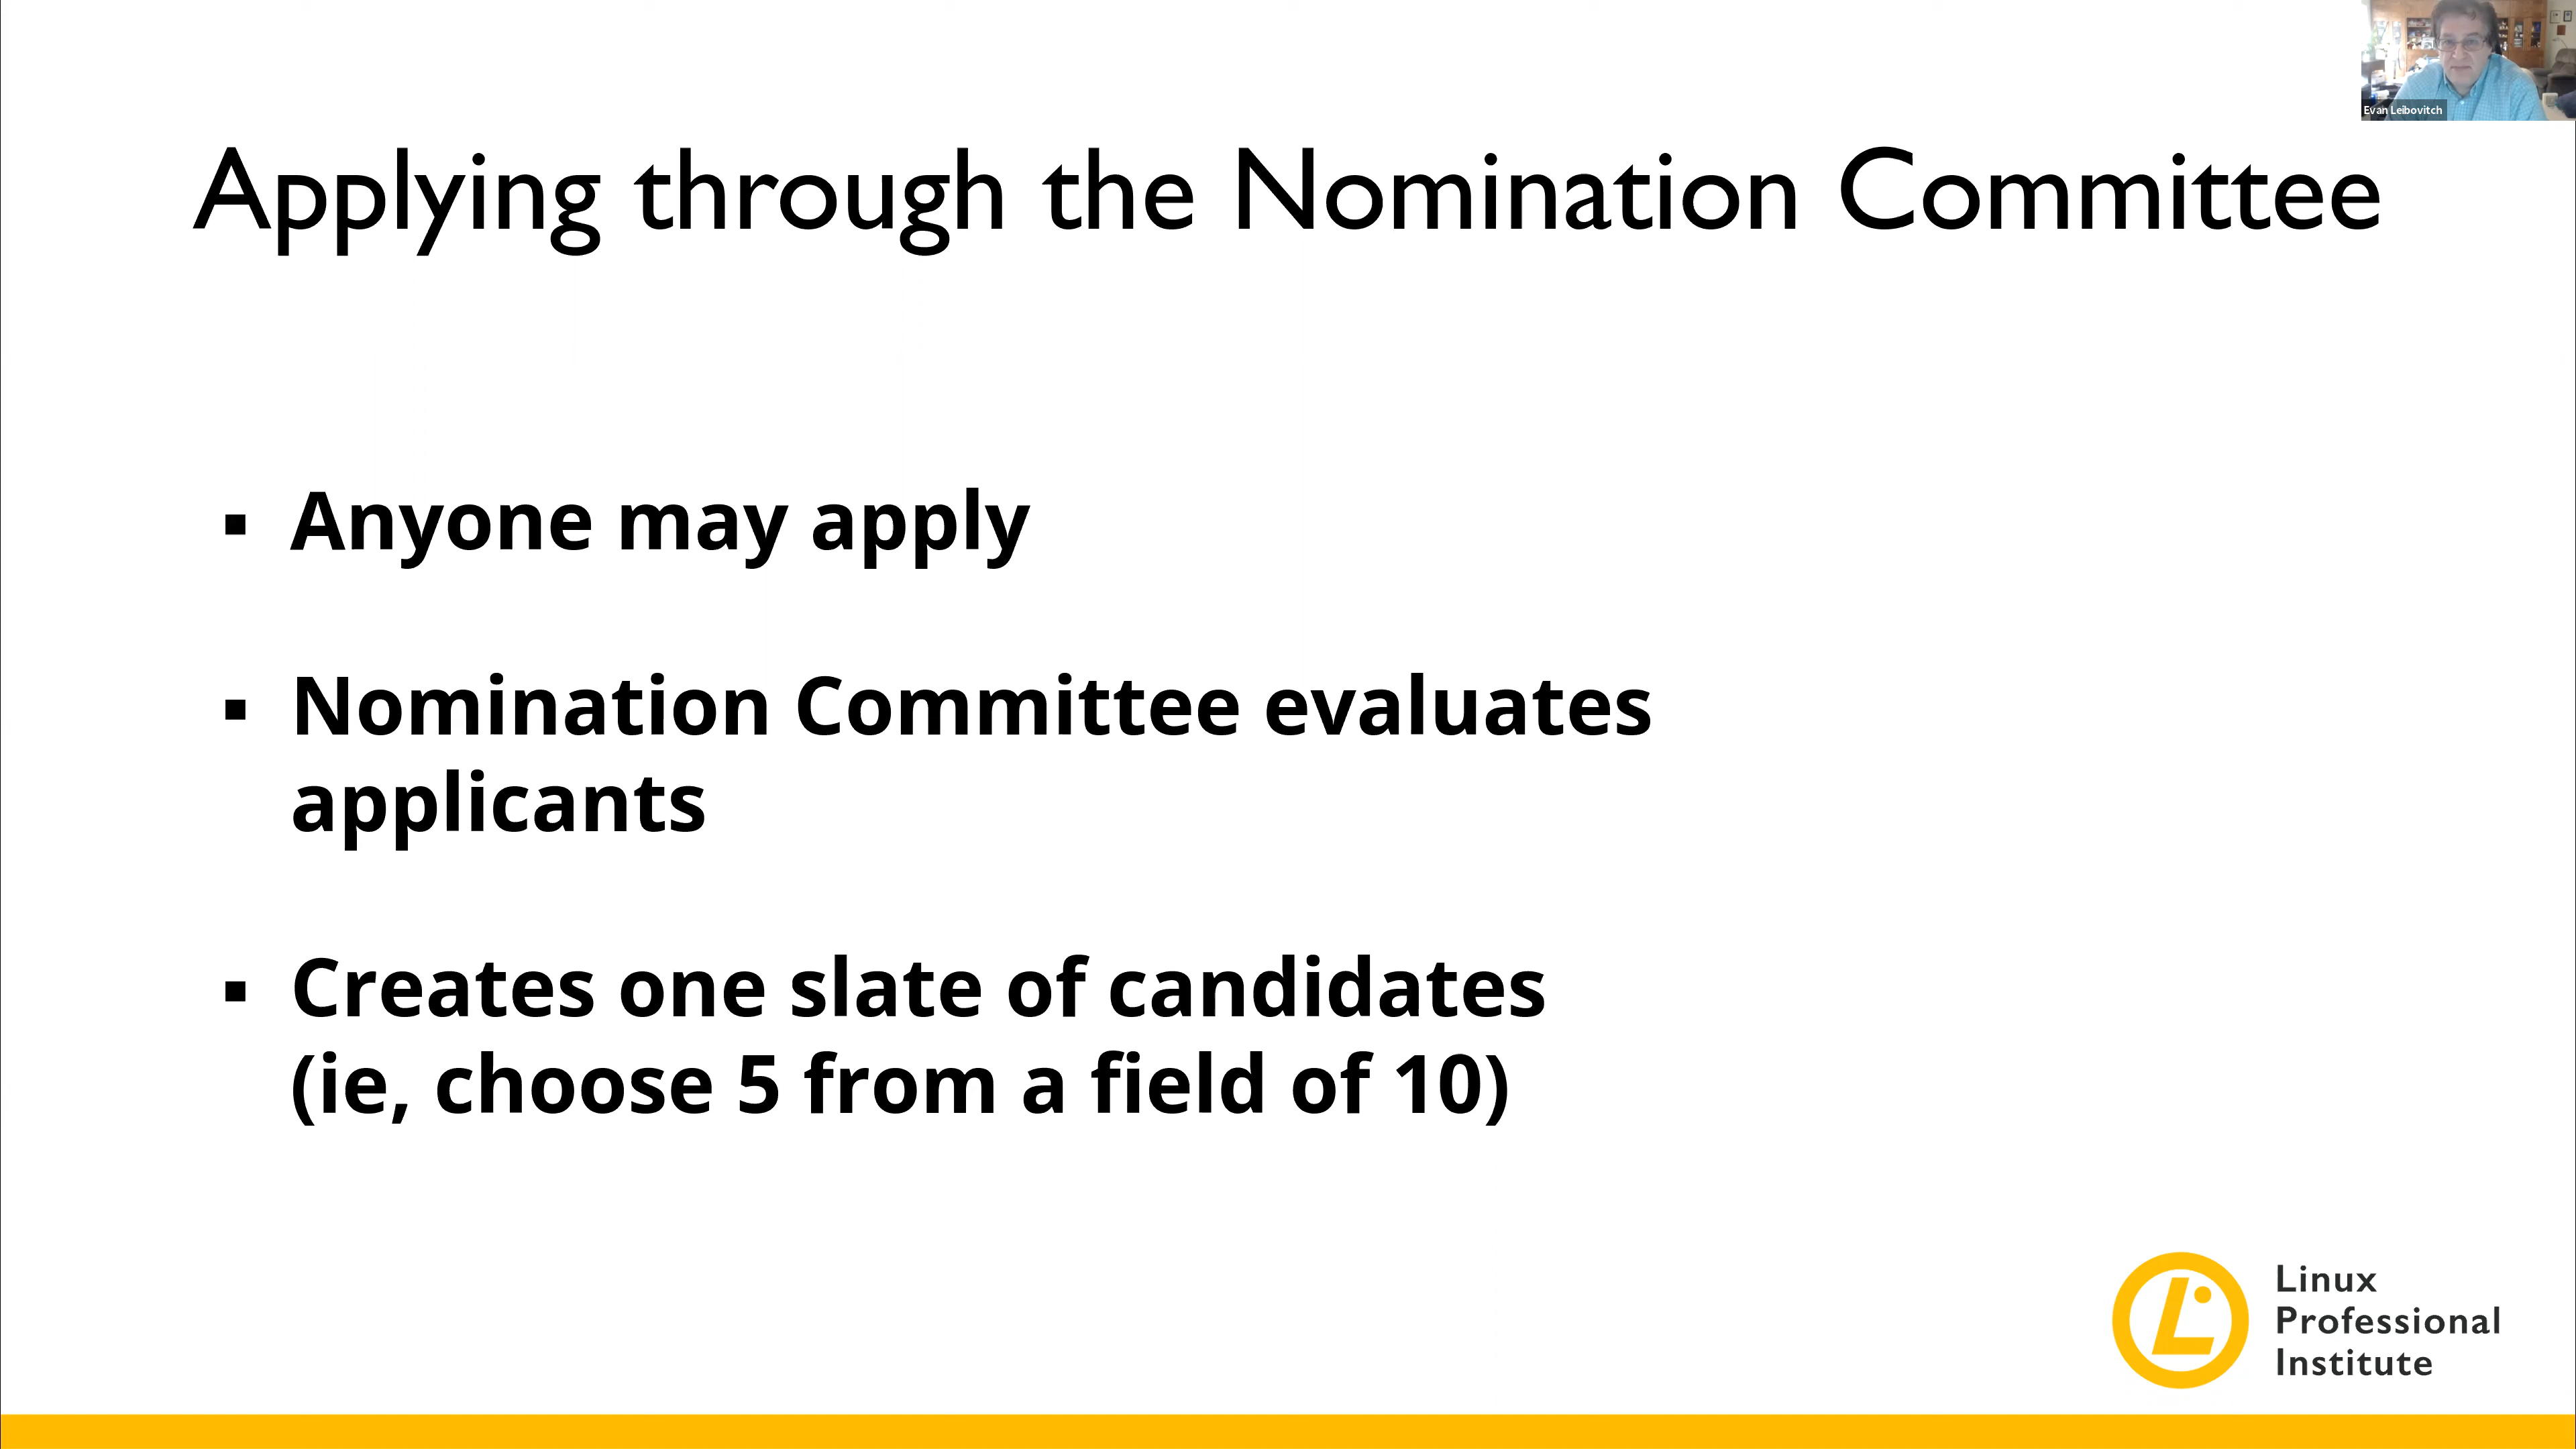 Evan Leibovitch
Applying through the Nomination Committee
▪ Anyone may apply
▪ Nomination Committee evaluates
applicants
▪ Creates one slate of candidates
(ie, choose 5 from a field of 10)
Linux
Professional
Institute